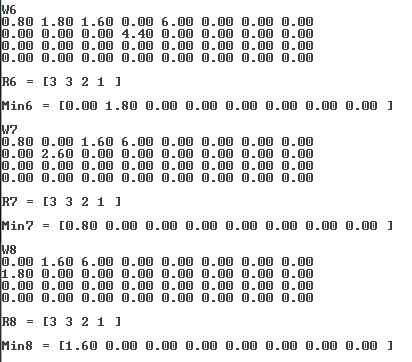 W6
0.80 1.80 1.60 0.00 6.00 0.00 0.00 0.00 0.00
0.00 0.00 0.00 4.40 0.00 0.00 0.00 0.00 0.00
0.00 0.00 0.00 0.00 0.00 0.00 0.00 0.00 0.00
0.00 0.00 0.00 0.00 0.00 0.00 0.00 0.00 0.00
R6 = [3 3 2 1 ]
Min6 = [0.00 1.80 0.00 0.00 0.00 0.00 0.00 0.00 ]
W7
0.80 0.00 1.60 6.00 0.00 0.00 0.00 0.00
0.00 2.60 0.00 0.00 0.00 0.00 0.00 0.00
0.00 0.00 0.00 0.00 0.00 0.00 0.00 0.00
0.00 0.00 0.00 0.00 0.00 0.00 0.00 0.00
R7 = [3 3 2 1 ]
Min7 = [0.80 0.00 0.00 0.00 0.00 0.00 0.00 0.00 ]
W8
0.00 1.60 6.00 0.00 0.00 0.00 0.00 0.00
1.80 0.00 0.00 0.00 0.00 0.00 0.00 0.00
0.00 0.00 0.00 0.00 0.00 0.00 0.00 0.00
0.00 0.00 0.00 0.00 0.00 0.00 0.00 0.00
R8 = [3 3 2 1 ]
Min8 = [1.60 0.00 0.00 0.00 0.00 0.00 0.00 0.00 ]